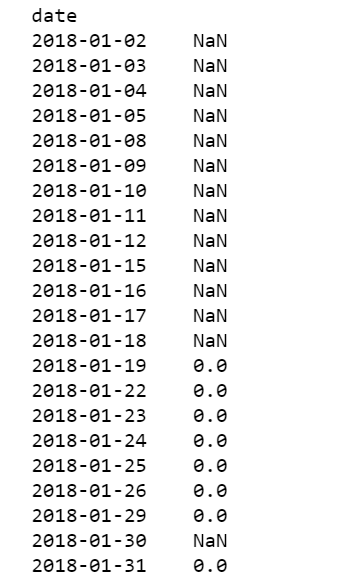 date
2018-01-02    NaN
2018-01-03    NaN
2018-01-04    NaN
2018-01-05    NaN
2018-01-08    NaN
2018-01-09    NaN
2018-01-10    NaN
2018-01-11    NaN
2018-01-12    NaN
2018-01-15    NaN
2018-01-16    NaN
2018-01-17    NaN
2018-01-18    NaN
2018-01-19    0.0
2018-01-22    0.0
2018-01-23    0.0
2018-01-24    0.0
2018-01-25    0.0
2018-01-26    0.0
2018-01-29    0.0
2018-01-30    NaN
2018-01-31    0.0